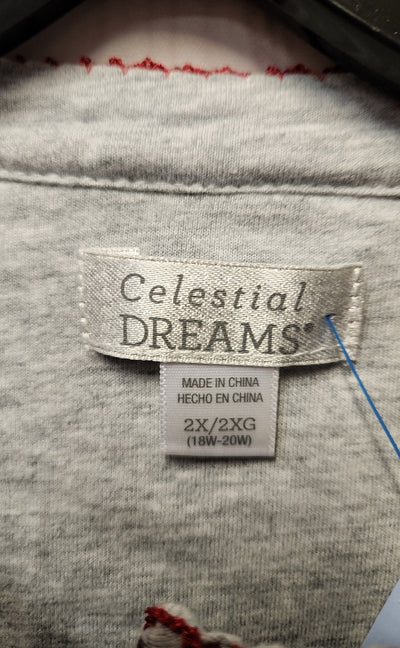 Celestial
DREAMS®
MADE IN CHINA
HECHO EN CHINA
2X/2XG
(18W-20W)